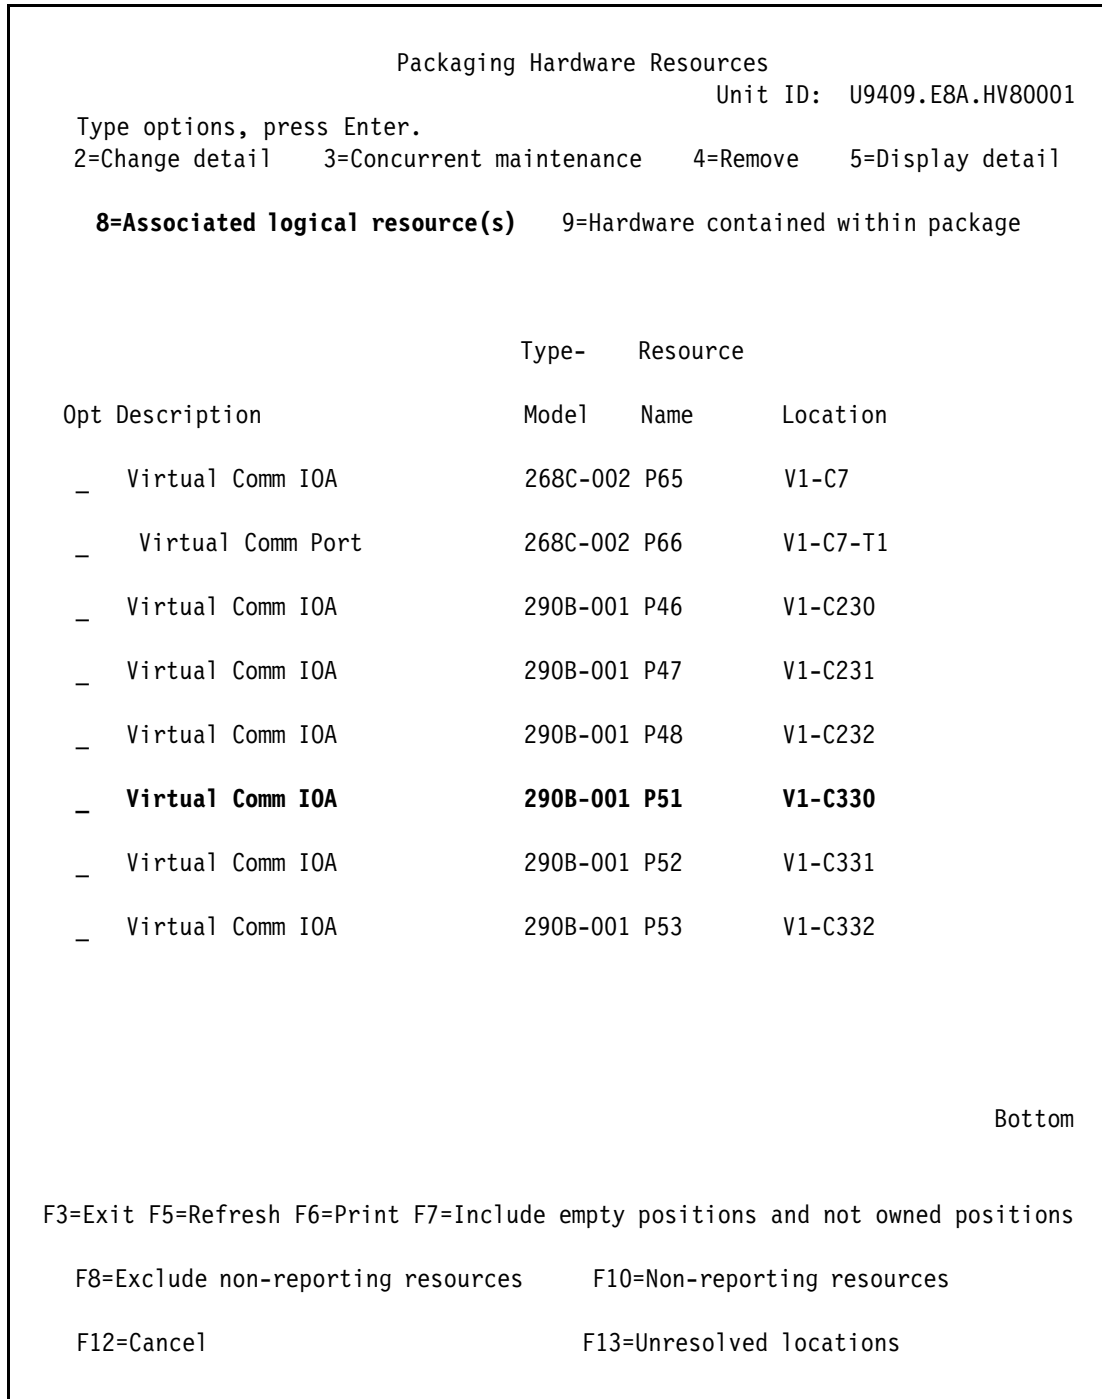 Packaging Hardware Resources
Unit ID: U9409.E8A.HV80001
Type options, press Enter.
2=Change detail 3=Concurrent maintenance 4=Remove 5=Display detail
8=Associated logical resource(s) 9=Hardware contained within package
Type- Resource
Opt Description Model Name Location
_ Virtual Comm IOA 268C-002 P65 V1-C7
_ Virtual Comm Port 268C-002 P66 V1-C7-T1
_ Virtual Comm IOA 290B-001 P46 V1-C230
_ Virtual Comm IOA 290B-001 P47 V1-C231
_ Virtual Comm IOA 290B-001 P48 V1-C232
_ Virtual Comm IOA 290B-001 P51 V1-C330
_ Virtual Comm IOA 290B-001 P52 V1-C331
_ Virtual Comm IOA 290B-001 P53 V1-C332
Bottom
F3=Exit F5=Refresh F6=Print F7=Include empty positions and not owned positions
F8=Exclude non-reporting resources F10=Non-reporting resources
F12=Cancel F13=Unresolved locations